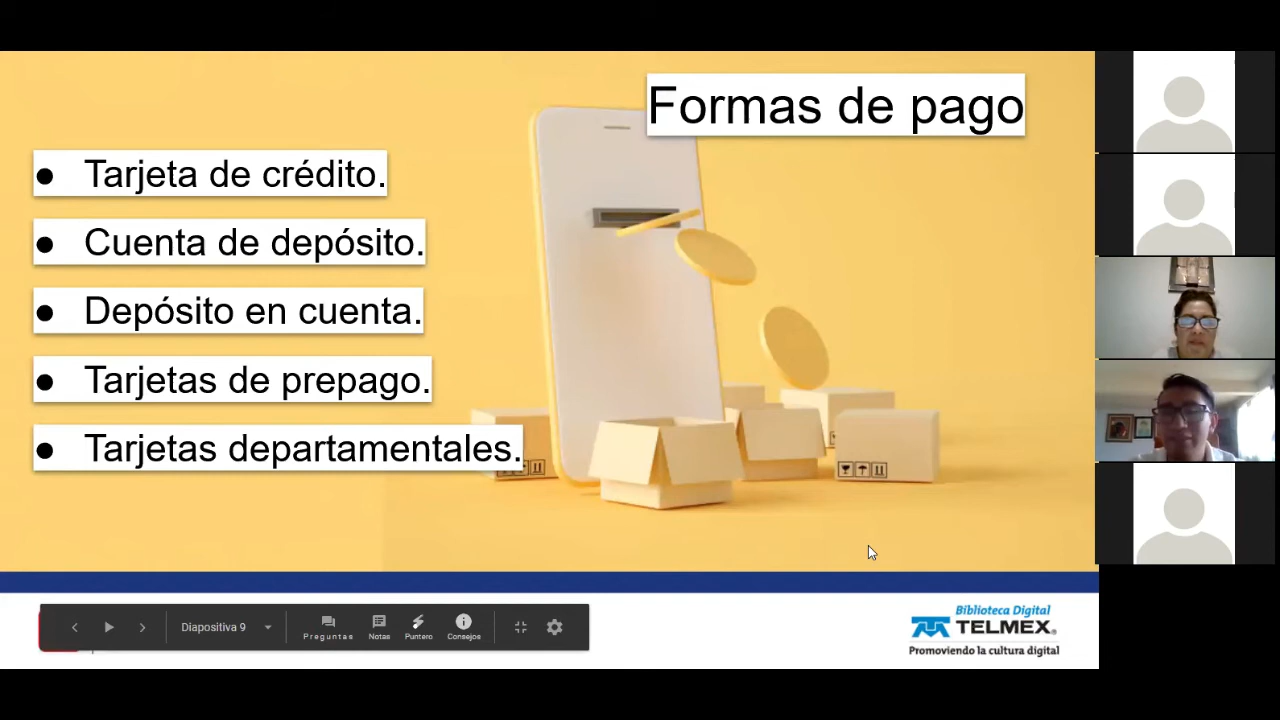 Formas de pago
● Tarjeta de crédito.
● Cuenta de depósito.
● Depósito en cuenta.
● Tarjetas de prepago.
● Tarjetas departamentales.
Diapositiva 9
Preguntas
Notas
Puntero
Consejos
Biblioteca Digital
TELMEX®
Promoviendo la cultura digital